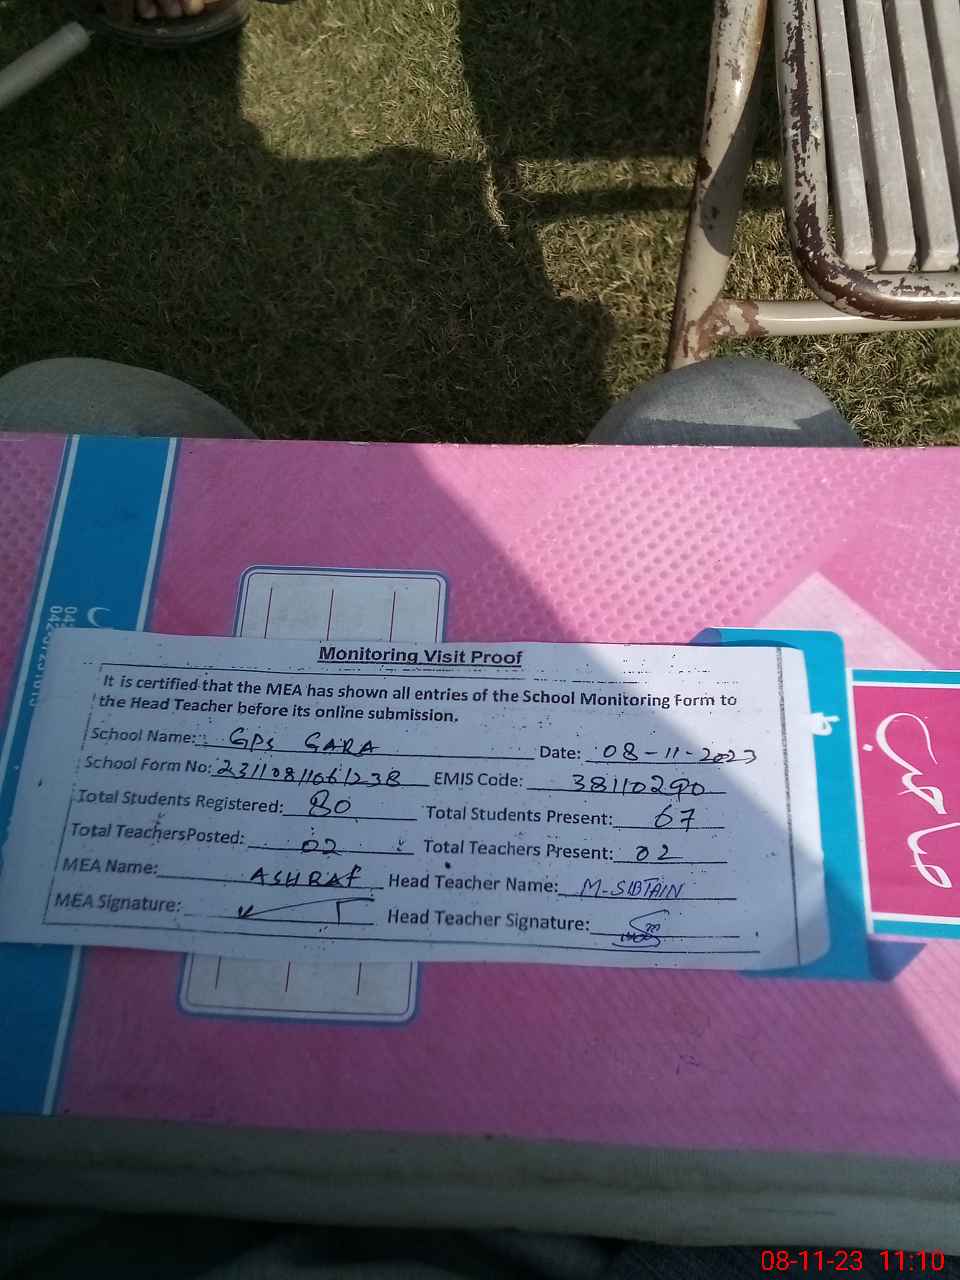 Monitoring Visit Proof
It is certified that the MEA has shown all entries of the School Monitoring Form to
the Head Teacher before its online submission.
School Name: GPS GARA Date: 08-11-2023
School Form No: 23110811061238 EMIS Code: 38110290
Total Students Registered: 80 Total Students Present: 67
Total TeachersPosted: 02 Total Teachers Present: 02
MEA Name: ASHRAF Head Teacher Name: M-SIBTAIN
MEA Signature: Head Teacher Signature:
08-11-23 11:10